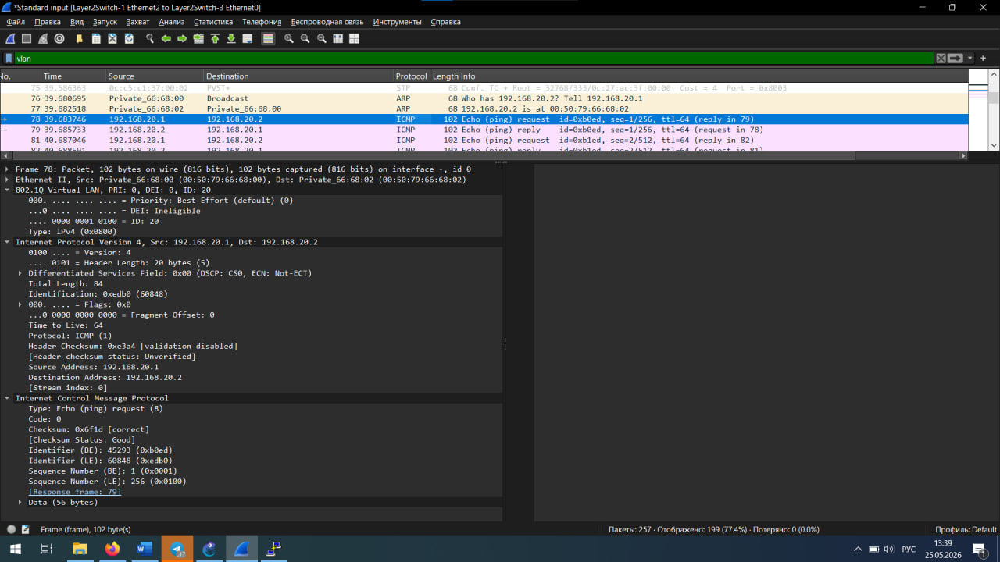 *Standard input [Layer2Switch-1 Ethernet2 to Layer2Switch-3 Ethernet0]
Файл Правка Вид Запуск Захват Анализ Статистика Телефония Беспроводная связь Инструменты Справка
vlan
No. Time Source Destination Protocol Length Info
75 39.586363 0c:c5:c1:37:00:02 PVST+ STP 68 Conf. TC + Root = 32768/333/0c:27:ac:3f:00:00 Cost = 4 Port = 0x8003
76 39.680695 Private_66:68:00 Broadcast ARP 68 Who has 192.168.20.2? Tell 192.168.20.1
77 39.682518 Private_66:68:02 Private_66:68:00 ARP 68 192.168.20.2 is at 00:50:79:66:68:02
78 39.683746 192.168.20.1 192.168.20.2 ICMP 102 Echo (ping) request id=0xb0ed, seq=1/256, ttl=64 (reply in 79)
79 39.685733 192.168.20.2 192.168.20.1 ICMP 102 Echo (ping) reply id=0xb0ed, seq=1/256, ttl=64 (request in 78)
81 40.687046 192.168.20.1 192.168.20.2 ICMP 102 Echo (ping) request id=0xb1ed, seq=2/512, ttl=64 (reply in 82)
82 40.688591 192.168.20.2 192.168.20.1 ICMP 102 Echo (ping) reply id=0xb1ed, seq=2/512, ttl=64 (request in 81)
Frame 78: Packet, 102 bytes on wire (816 bits), 102 bytes captured (816 bits) on interface -, id 0
Ethernet II, Src: Private_66:68:00 (00:50:79:66:68:00), Dst: Private_66:68:02 (00:50:79:66:68:02)
802.1Q Virtual LAN, PRI: 0, DEI: 0, ID: 20
000. .... .... .... = Priority: Best Effort (default) (0)
...0 .... .... .... = DEI: Ineligible
.... 0000 0001 0100 = ID: 20
Type: IPv4 (0x0800)
Internet Protocol Version 4, Src: 192.168.20.1, Dst: 192.168.20.2
0100 .... = Version: 4
.... 0101 = Header Length: 20 bytes (5)
Differentiated Services Field: 0x00 (DSCP: CS0, ECN: Not-ECT)
Total Length: 84
Identification: 0xedb0 (60848)
000. .... = Flags: 0x0
...0 0000 0000 0000 = Fragment Offset: 0
Time to Live: 64
Protocol: ICMP (1)
Header Checksum: 0xe3a4 [validation disabled]
[Header checksum status: Unverified]
Source Address: 192.168.20.1
Destination Address: 192.168.20.2
[Stream index: 0]
Internet Control Message Protocol
Type: Echo (ping) request (8)
Code: 0
Checksum: 0x6f1d [correct]
[Checksum Status: Good]
Identifier (BE): 45293 (0xb0ed)
Identifier (LE): 60848 (0xedb0)
Sequence Number (BE): 1 (0x0001)
Sequence Number (LE): 256 (0x0100)
[Response frame: 79]
Data (56 bytes)
Frame (frame), 102 byte(s)
Пакеты: 257 · Отображено: 199 (77.4%) · Потеряно: 0 (0.0%)
Профиль: Default
17
РУС
13:39
25.05.2026
1